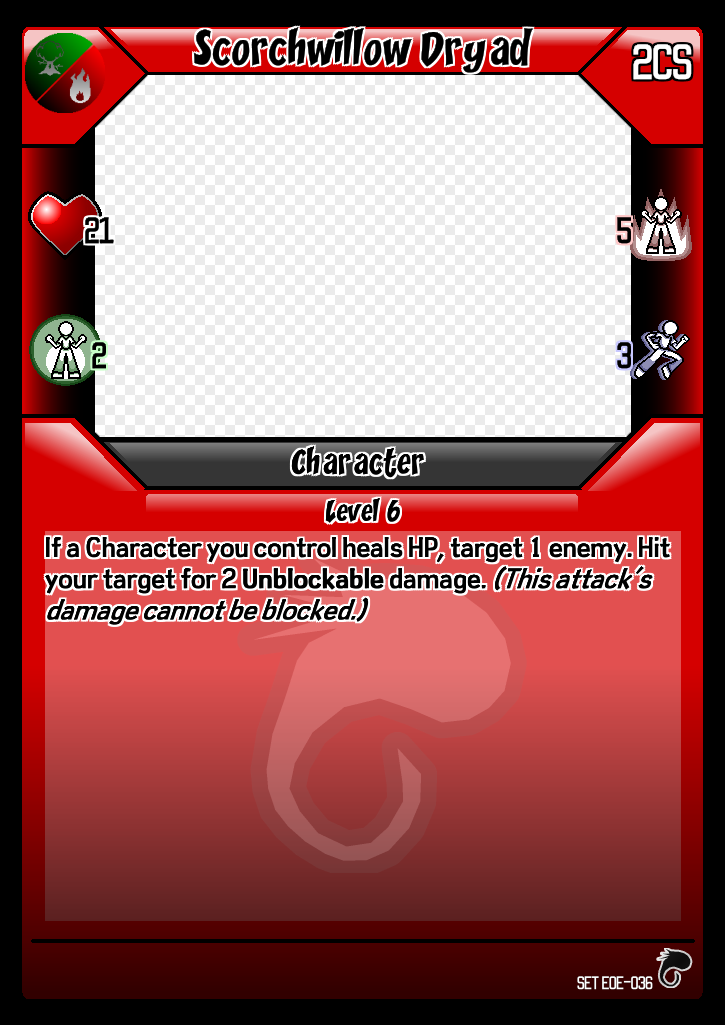 Scorchwillow Dryad
2CS
21
5
2
3
Character
Level 6
If a Character you control heals HP, target 1 enemy. Hit
your target for 2 Unblockable damage. (This attack's
damage cannot be blocked.)
SET EOE-036